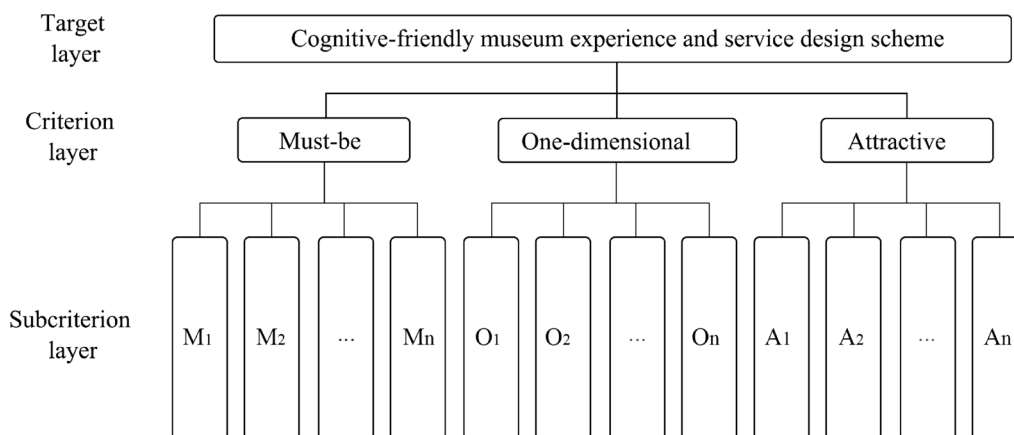 Target
layer
Cognitive-friendly museum experience and service design scheme
Criterion
layer
Must-be
One-dimensional
Attractive
Subcriterion
layer
M1
M2
...
Mn
O1
O2
...
On
A1
A2
...
An